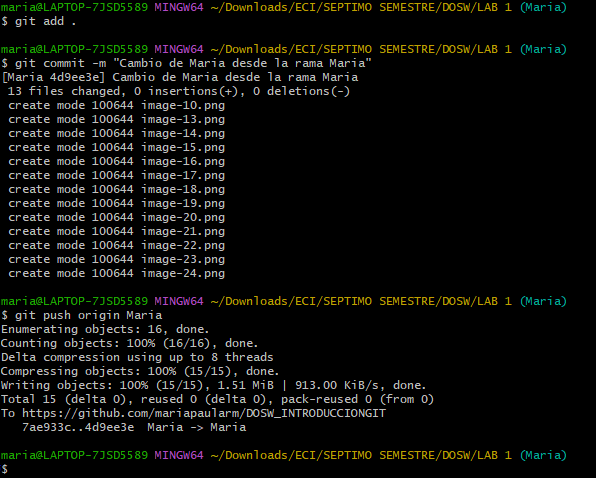 maria@LAPTOP-7JSD5589 MINGW64 ~/Downloads/ECI/SEPTIMO SEMESTRE/DOSW/LAB 1 (Maria)
$ git add .
maria@LAPTOP-7JSD5589 MINGW64 ~/Downloads/ECI/SEPTIMO SEMESTRE/DOSW/LAB 1 (Maria)
$ git commit -m "Cambio de Maria desde la rama Maria"
[Maria 4d9ee3e] Cambio de Maria desde la rama Maria
 13 files changed, 0 insertions(+), 0 deletions(-)
 create mode 100644 image-10.png
 create mode 100644 image-13.png
 create mode 100644 image-14.png
 create mode 100644 image-15.png
 create mode 100644 image-16.png
 create mode 100644 image-17.png
 create mode 100644 image-18.png
 create mode 100644 image-19.png
 create mode 100644 image-20.png
 create mode 100644 image-21.png
 create mode 100644 image-22.png
 create mode 100644 image-23.png
 create mode 100644 image-24.png
maria@LAPTOP-7JSD5589 MINGW64 ~/Downloads/ECI/SEPTIMO SEMESTRE/DOSW/LAB 1 (Maria)
$ git push origin Maria
Enumerating objects: 16, done.
Counting objects: 100% (16/16), done.
Delta compression using up to 8 threads
Compressing objects: 100% (15/15), done.
Writing objects: 100% (15/15), 1.51 MiB | 913.00 KiB/s, done.
Total 15 (delta 0), reused 0 (delta 0), pack-reused 0 (from 0)
To https://github.com/mariapaularm/DOSW_INTRODUCCIONGIT
   7ae933c..4d9ee3e  Maria -> Maria
maria@LAPTOP-7JSD5589 MINGW64 ~/Downloads/ECI/SEPTIMO SEMESTRE/DOSW/LAB 1 (Maria)
$